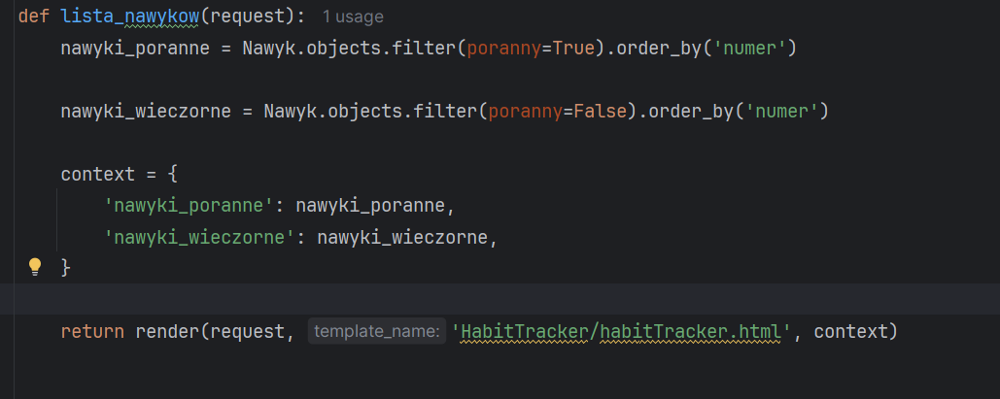 def lista_nawykow(request): 1 usage
nawyki_poranne = Nawyk.objects.filter(poranny=True).order_by('numer')
nawyki_wieczorne = Nawyk.objects.filter(poranny=False).order_by('numer')
context = {
'nawyki_poranne': nawyki_poranne,
'nawyki_wieczorne': nawyki_wieczorne,
}
return render(request, template_name: 'HabitTracker/habitTracker.html', context)